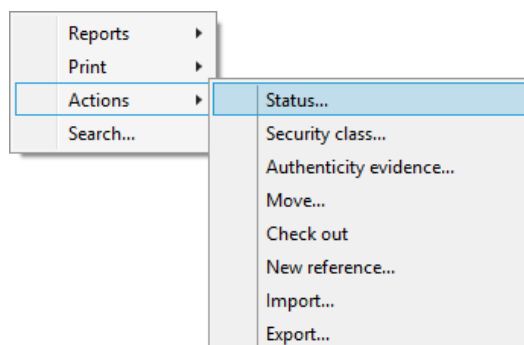 Reports
Print
Actions
Search...
Status...
Security class...
Authenticity evidence...
Move...
Check out
New reference...
Import...
Export...